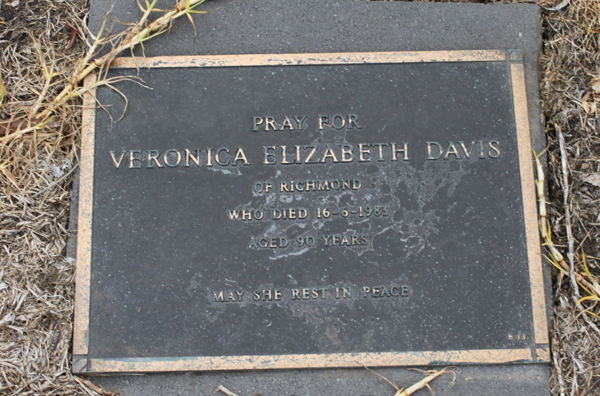 PRAY FOR
VERONICA ELIZABETH DAVIS
OF RICHMOND
WHO DIED 16-6-1983
AGED 90 YEARS
MAY SHE REST IN PEACE